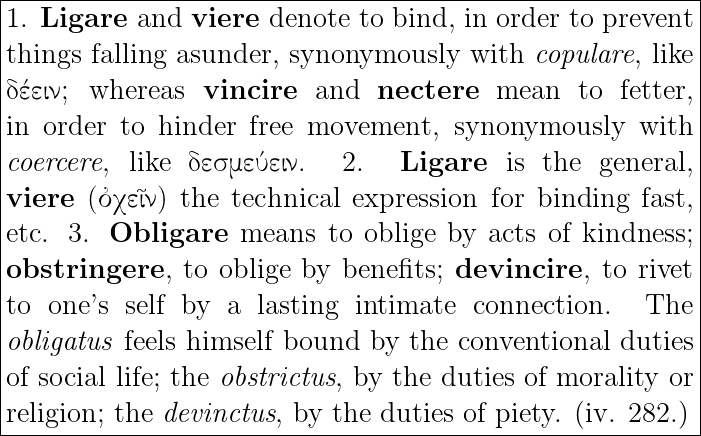 1. Ligare and viere denote to bind, in order to prevent
things falling asunder, synonymously with copulare, like
δέειν; whereas vincire and nectere mean to fetter,
in order to hinder free movement, synonymously with
coercere, like δεσμεύειν. 2. Ligare is the general,
viere (ὀχεῖν) the technical expression for binding fast,
etc. 3. Obligare means to oblige by acts of kindness;
obstringere, to oblige by benefits; devincire, to rivet
to one's self by a lasting intimate connection. The
obligatus feels himself bound by the conventional duties
of social life; the obstrictus, by the duties of morality or
religion; the devinctus, by the duties of piety. (iv. 282.)